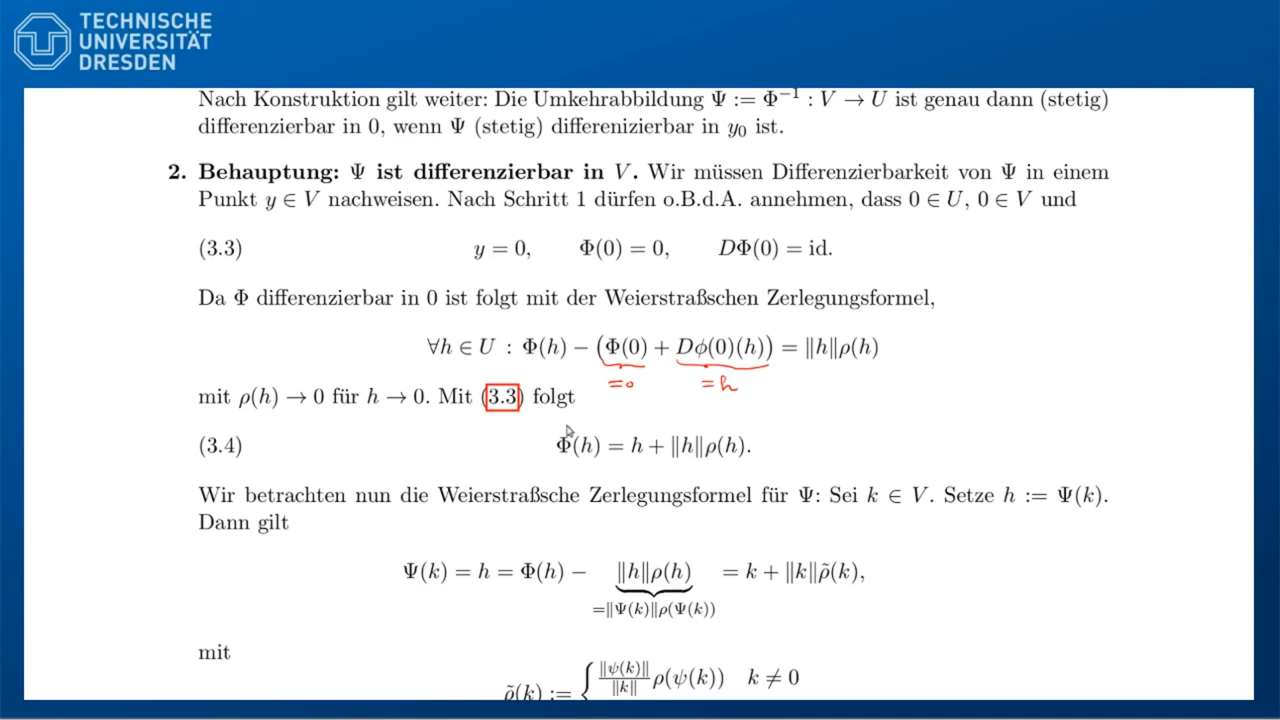 TECHNISCHE
UNIVERSITÄT
DRESDEN
Nach Konstruktion gilt weiter: Die Umkehrabbildung Ψ := Φ⁻¹ : V → U ist genau dann (stetig)
differenzierbar in 0, wenn Ψ (stetig) differenizierbar in y₀ ist.
2. Behauptung: Ψ ist differenzierbar in V. Wir müssen Differenzierbarkeit von Ψ in einem
Punkt y ∈ V nachweisen. Nach Schritt 1 dürfen o.B.d.A. annehmen, dass 0 ∈ U, 0 ∈ V und
(3.3) y = 0, Φ(0) = 0, DΦ(0) = id.
Da Φ differenzierbar in 0 ist folgt mit der Weierstraßschen Zerlegungsformel,
∀h ∈ U : Φ(h) − (Φ(0) + Dϕ(0)(h)) = ‖h‖ρ(h)
=0 =h
mit ρ(h) → 0 für h → 0. Mit (3.3) folgt
(3.4) Φ(h) = h + ‖h‖ρ(h).
Wir betrachten nun die Weierstraßsche Zerlegungsformel für Ψ: Sei k ∈ V. Setze h := Ψ(k).
Dann gilt
Ψ(k) = h = Φ(h) − ‖h‖ρ(h) = k + ‖k‖ρ̃(k),
=‖Ψ(k)‖ρ(Ψ(k))
mit
ρ̃(k) := { ‖ψ(k)‖/‖k‖ ρ(ψ(k)) k ≠ 0